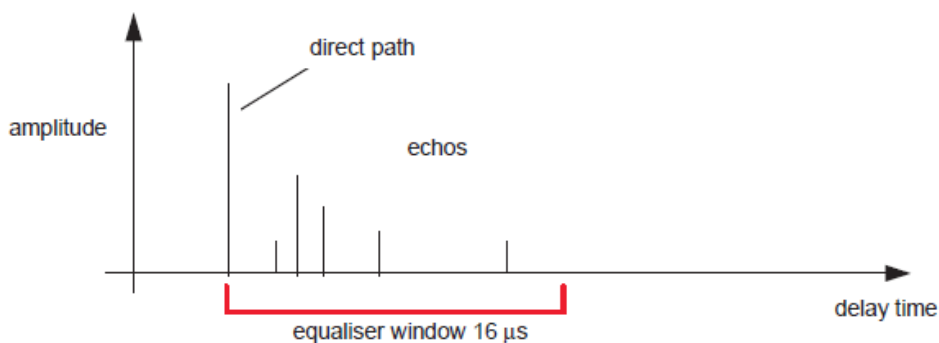 direct path
amplitude
echos
delay time
equaliser window 16 μs